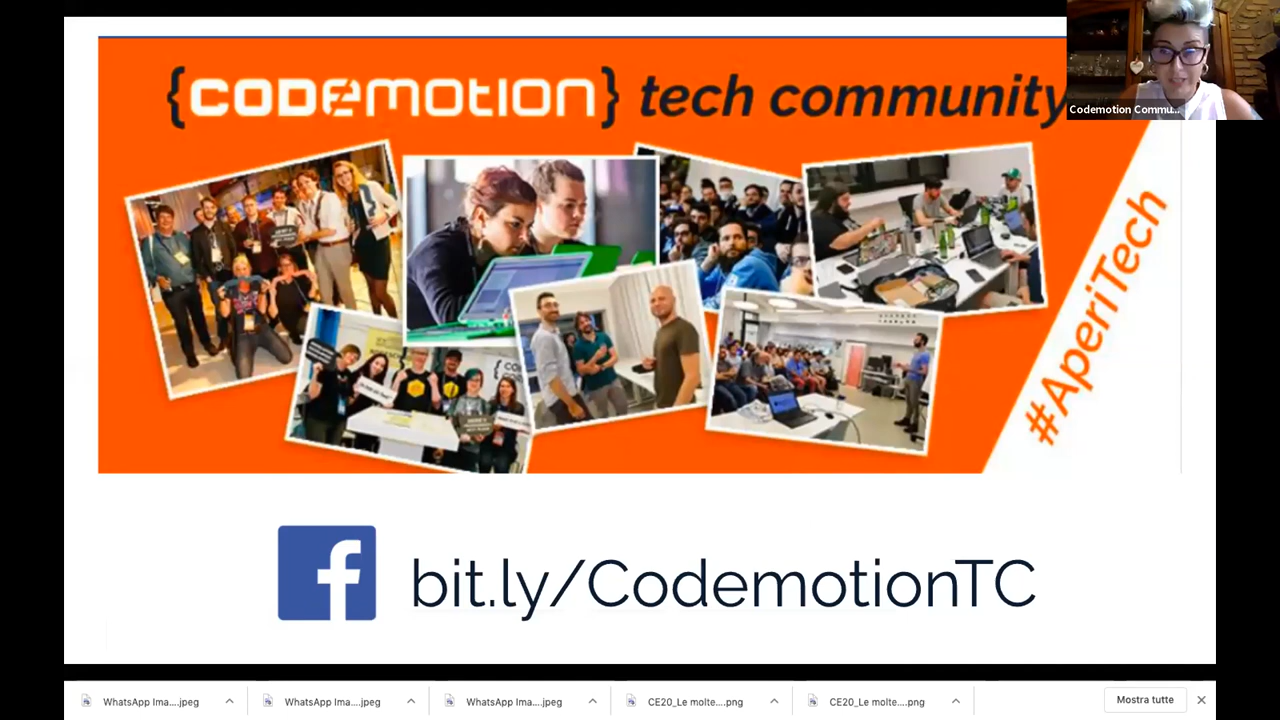 {CODEMOTION} tech community
Codemotion Commu...
#AperiTech
bit.ly/CodemotionTC
WhatsApp Ima....jpeg
WhatsApp Ima....jpeg
WhatsApp Ima....jpeg
CE20_Le molte....png
CE20_Le molte....png
Mostra tutte